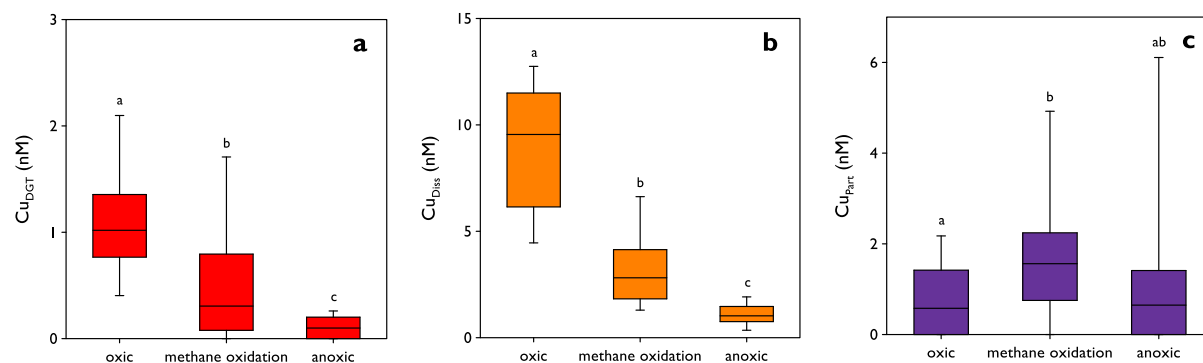 a
3
2
1
0
Cu_DGT (nM)
a
b
c
oxic
methane oxidation
anoxic
b
15
10
5
0
Cu_Diss (nM)
a
b
c
oxic
methane oxidation
anoxic
c
6
4
2
0
Cu_Part (nM)
a
b
ab
oxic
methane oxidation
anoxic